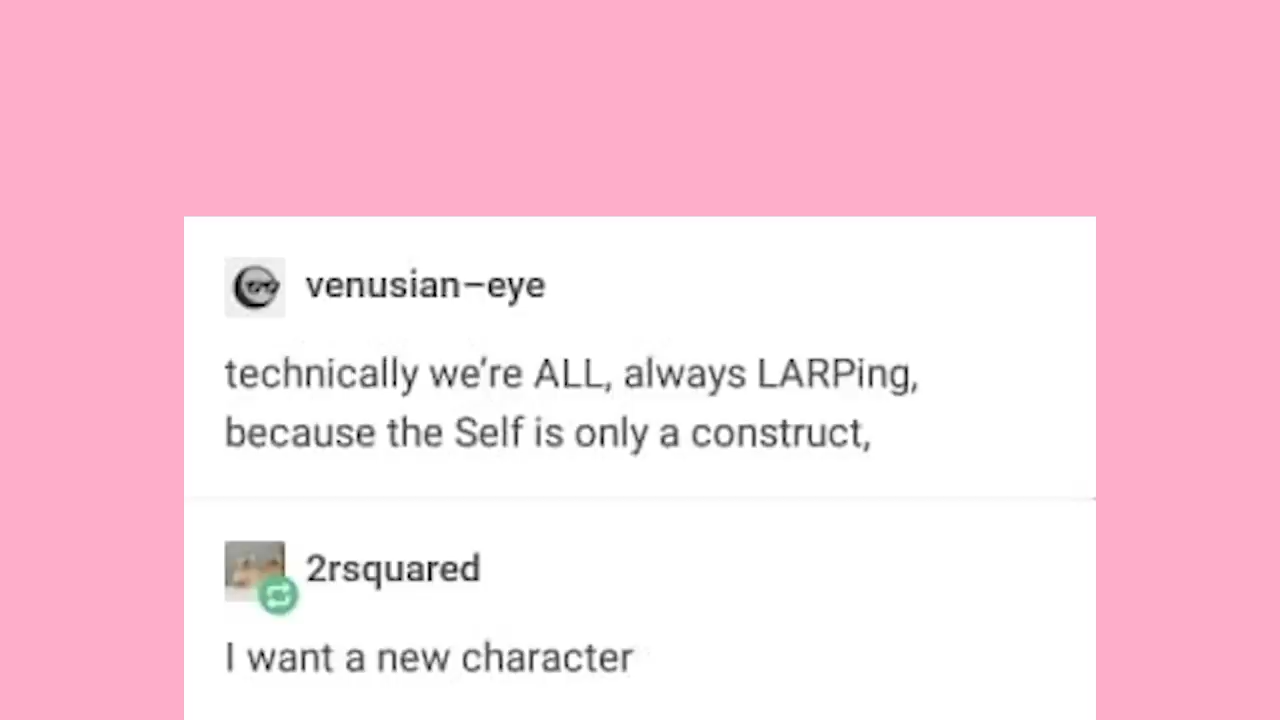 venusian-eye
technically we're ALL, always LARPing,
because the Self is only a construct,
2rsquared
I want a new character